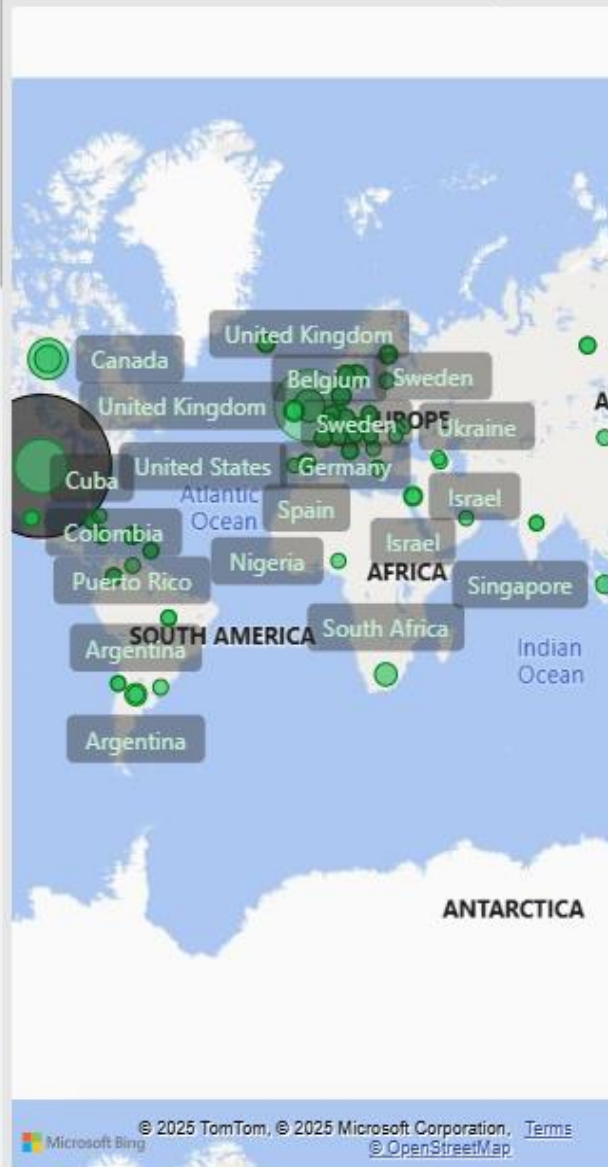 United Kingdom
Canada
Belgium
Sweden
United Kingdom
Sweden
EUROPE
Ukraine
A
Cuba
United States
Germany
Atlantic
Ocean
Spain
Israel
Colombia
Israel
Nigeria
AFRICA
Puerto Rico
Singapore
SOUTH AMERICA
South Africa
Argentina
Indian
Ocean
Argentina
ANTARCTICA
© 2025 TomTom, © 2025 Microsoft Corporation, Terms
Microsoft Bing
© OpenStreetMap